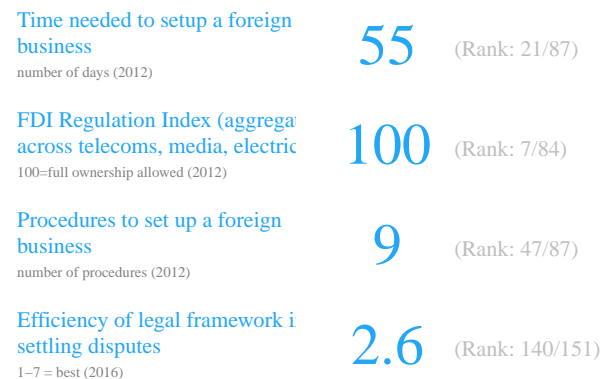 Time needed to setup a foreign
business
number of days (2012)
55
(Rank: 21/87)
FDI Regulation Index
across telecoms, media,
100=full ownership allowed (2012)
100
(Rank: 7/84)
Procedures to set up a foreign
business
number of procedures (2012)
9
(Rank: 47/87)
Efficiency of legal framework
settling disputes
1–7 = best (2016)
2.6
(Rank: 140/151)